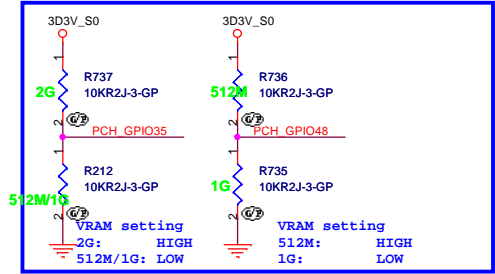 3D3V_S0 3D3V_S0
1 1
R737 R736
2G 10KR2J-3-GP 512M 10KR2J-3-GP
2 2
PCH_GPIO35 PCH_GPIO48
1 1
R212 R735
512M/1G 10KR2J-3-GP 1G 10KR2J-3-GP
2 2
VRAM setting VRAM setting
2G: HIGH 512M: HIGH
512M/1G: LOW 1G: LOW